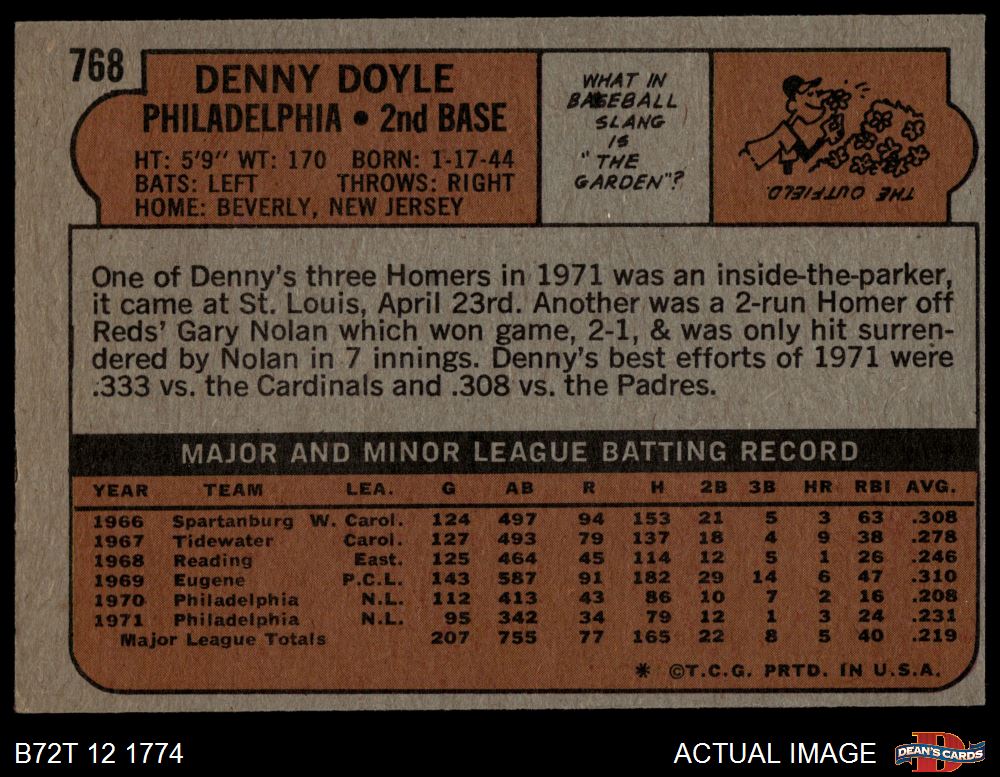 768
DENNY DOYLE
PHILADELPHIA • 2nd BASE
HT: 5'9" WT: 170 BORN: 1-17-44
BATS: LEFT THROWS: RIGHT
HOME: BEVERLY, NEW JERSEY
WHAT IN
BASEBALL
SLANG
IS
"THE
GARDEN"?
THE OUTFIELD.
One of Denny's three Homers in 1971 was an inside-the-parker,
it came at St. Louis, April 23rd. Another was a 2-run Homer off
Reds' Gary Nolan which won game, 2-1, & was only hit surren-
dered by Nolan in 7 innings. Denny's best efforts of 1971 were
.333 vs. the Cardinals and .308 vs. the Padres.
MAJOR AND MINOR LEAGUE BATTING RECORD
YEAR TEAM LEA. G AB R H 2B 3B HR RBI AVG.
1966 Spartanburg W. Carol. 124 497 94 153 21 5 3 63 .308
1967 Tidewater Carol. 127 493 79 137 18 4 9 38 .278
1968 Reading East. 125 464 45 114 12 5 1 26 .246
1969 Eugene P.C.L. 143 587 91 182 29 14 6 47 .310
1970 Philadelphia N.L. 112 413 43 86 10 7 2 16 .208
1971 Philadelphia N.L. 95 342 34 79 12 1 3 24 .231
Major League Totals 207 755 77 165 22 8 5 40 .219
* ©T.C.G. PRTD. IN U.S.A.
B72T 12 1774
ACTUAL IMAGE
DEAN'S CARDS